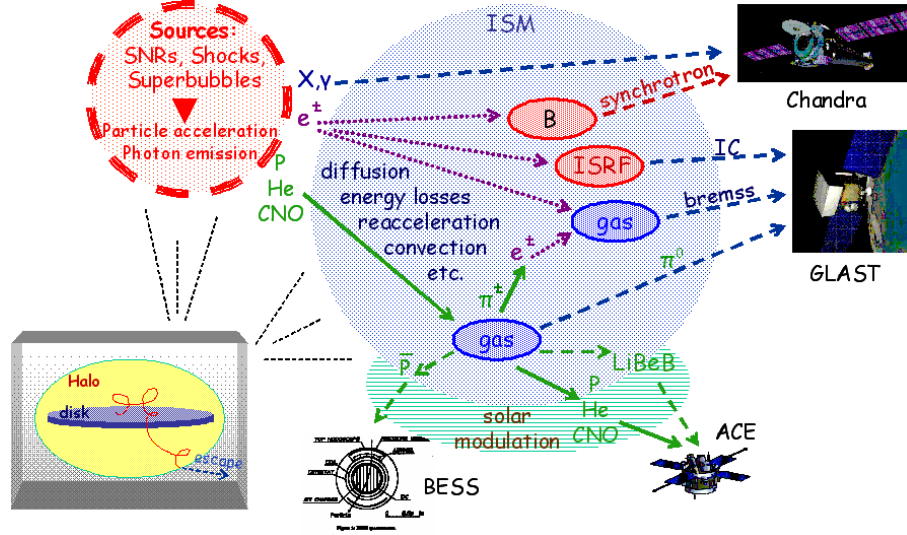 Sources:
SNRs, Shocks,
Superbubbles
Particle acceleration
Photon emission
ISM
X,γ
e±
P
He
CNO
B
synchrotron
Chandra
ISRF
IC
diffusion
energy losses
reacceleration
convection
etc.
gas
bremss
e±
π±
π⁰
GLAST
gas
p̄
LiBeB
P
He
CNO
solar
modulation
ACE
BESS
Halo
disk
escape
Particle